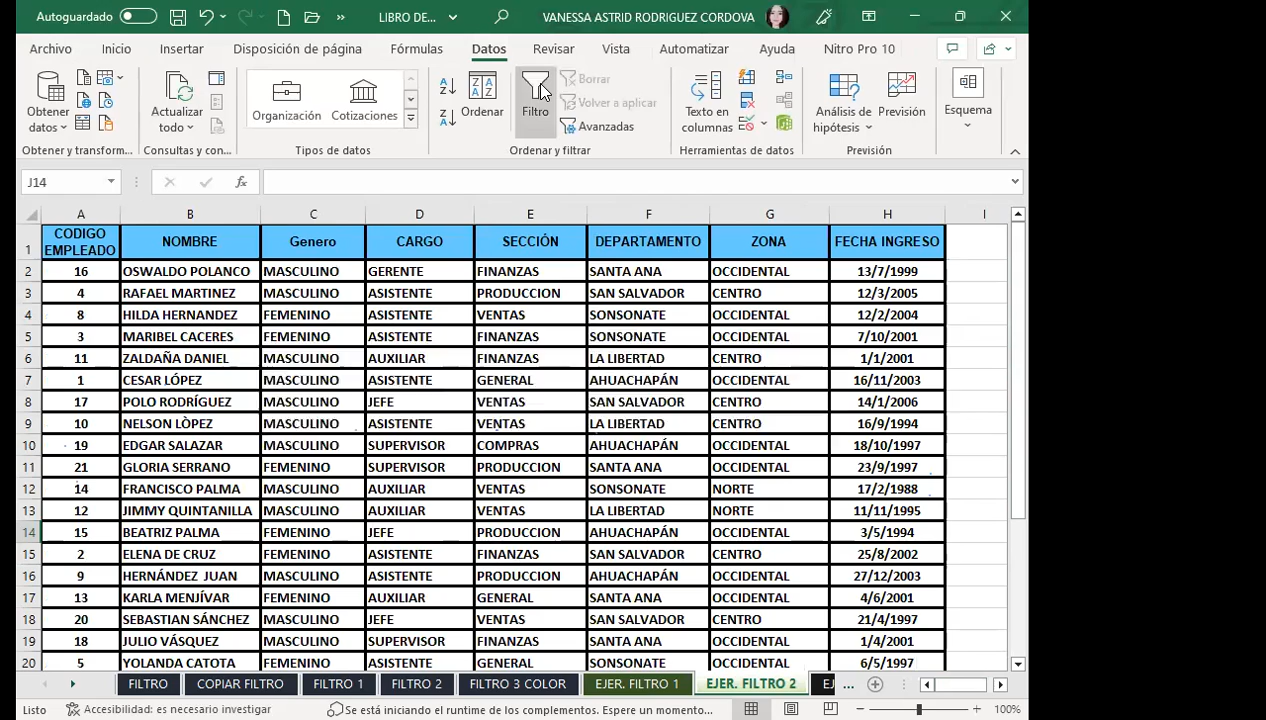 Autoguardado LIBRO DE... VANESSA ASTRID RODRIGUEZ CORDOVA
Archivo Inicio Insertar Disposición de página Fórmulas Datos Revisar Vista Automatizar Ayuda Nitro Pro 10
Obtener datos Actualizar todo Organización Cotizaciones Ordenar Filtro Borrar Volver a aplicar Avanzadas Texto en columnas Análisis de hipótesis Previsión Esquema
Obtener y transform... Consultas y con... Tipos de datos Ordenar y filtrar Herramientas de datos Previsión
J14 fx
A B C D E F G H I
1 CODIGO EMPLEADO NOMBRE Genero CARGO SECCIÓN DEPARTAMENTO ZONA FECHA INGRESO
2 16 OSWALDO POLANCO MASCULINO GERENTE FINANZAS SANTA ANA OCCIDENTAL 13/7/1999
3 4 RAFAEL MARTINEZ MASCULINO ASISTENTE PRODUCCION SAN SALVADOR CENTRO 12/3/2005
4 8 HILDA HERNANDEZ FEMENINO ASISTENTE VENTAS SONSONATE OCCIDENTAL 12/2/2004
5 3 MARIBEL CACERES FEMENINO ASISTENTE FINANZAS SONSONATE OCCIDENTAL 7/10/2001
6 11 ZALDAÑA DANIEL MASCULINO AUXILIAR FINANZAS LA LIBERTAD CENTRO 1/1/2001
7 1 CESAR LÓPEZ MASCULINO ASISTENTE GENERAL AHUACHAPÁN OCCIDENTAL 16/11/2003
8 17 POLO RODRÍGUEZ MASCULINO JEFE VENTAS SAN SALVADOR CENTRO 14/1/2006
9 10 NELSON LÒPEZ MASCULINO ASISTENTE VENTAS LA LIBERTAD CENTRO 16/9/1994
10 19 EDGAR SALAZAR MASCULINO SUPERVISOR COMPRAS AHUACHAPÁN OCCIDENTAL 18/10/1997
11 21 GLORIA SERRANO FEMENINO SUPERVISOR PRODUCCION SANTA ANA OCCIDENTAL 23/9/1997
12 14 FRANCISCO PALMA MASCULINO AUXILIAR VENTAS SONSONATE NORTE 17/2/1988
13 12 JIMMY QUINTANILLA MASCULINO AUXILIAR VENTAS LA LIBERTAD NORTE 11/11/1995
14 15 BEATRIZ PALMA FEMENINO JEFE PRODUCCION AHUACHAPÁN OCCIDENTAL 3/5/1994
15 2 ELENA DE CRUZ FEMENINO ASISTENTE FINANZAS SAN SALVADOR CENTRO 25/8/2002
16 9 HERNÁNDEZ JUAN MASCULINO ASISTENTE PRODUCCION AHUACHAPÁN OCCIDENTAL 27/12/2003
17 13 KARLA MENJÍVAR FEMENINO AUXILIAR GENERAL SANTA ANA OCCIDENTAL 4/6/2001
18 20 SEBASTIAN SÁNCHEZ MASCULINO JEFE VENTAS SAN SALVADOR CENTRO 21/4/1997
19 18 JULIO VÁSQUEZ MASCULINO SUPERVISOR FINANZAS SANTA ANA OCCIDENTAL 1/4/2001
20 5 YOLANDA CATOTA FEMENINO ASISTENTE GENERAL SONSONATE OCCIDENTAL 6/5/1997
FILTRO COPIAR FILTRO FILTRO 1 FILTRO 2 FILTRO 3 COLOR EJER. FILTRO 1 EJER. FILTRO 2 EJ ...
Listo Accesibilidad: es necesario investigar Se está iniciando el runtime de los complementos. Espere un momento... 100%